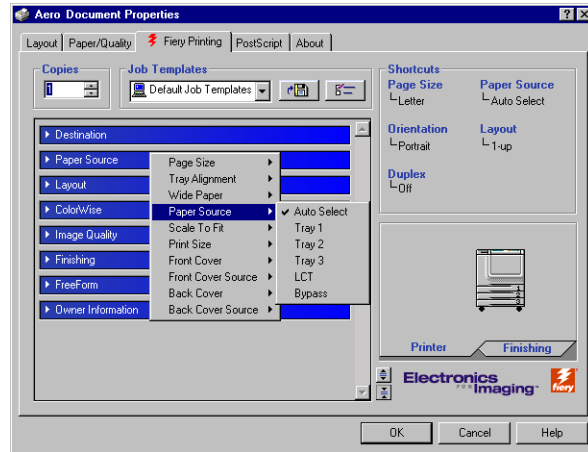 Aero Document Properties
Layout Paper/Quality Fiery Printing PostScript About
Copies
1
Job Templates
Default Job Templates
Destination
Paper Source
Layout
ColorWise
Image Quality
Finishing
FreeForm
Owner Information
Page Size
Tray Alignment
Wide Paper
Paper Source
Scale To Fit
Print Size
Front Cover
Front Cover Source
Back Cover
Back Cover Source
Auto Select
Tray 1
Tray 2
Tray 3
LCT
Bypass
Shortcuts
Page Size
Letter
Paper Source
Auto Select
Orientation
Portrait
Layout
1-up
Duplex
Off
Printer Finishing
Electronics
FOR Imaging
fiery
OK Cancel Help